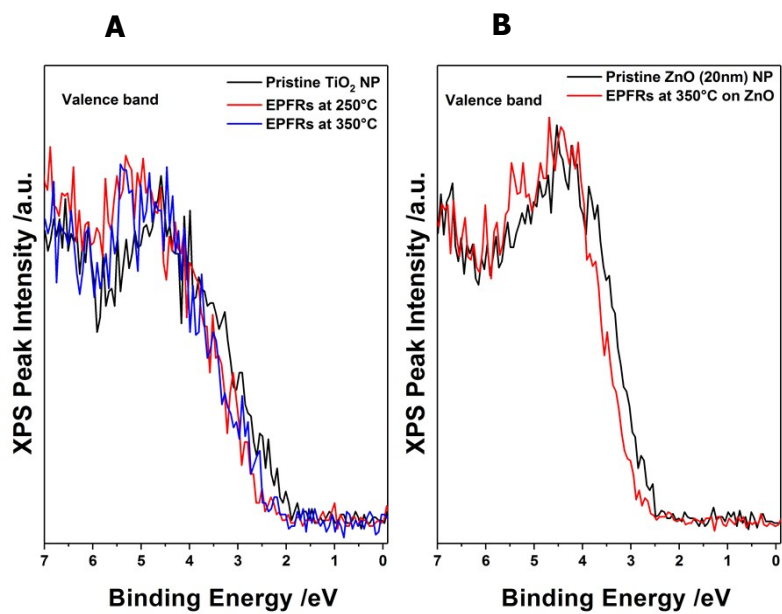 A
Valence band
Pristine TiO₂ NP
EPFRs at 250°C
EPFRs at 350°C
XPS Peak Intensity /a.u.
7 6 5 4 3 2 1 0
Binding Energy /eV
B
Valence band
Pristine ZnO (20nm) NP
EPFRs at 350°C on ZnO
XPS Peak Intensity /a.u.
7 6 5 4 3 2 1 0
Binding Energy /eV